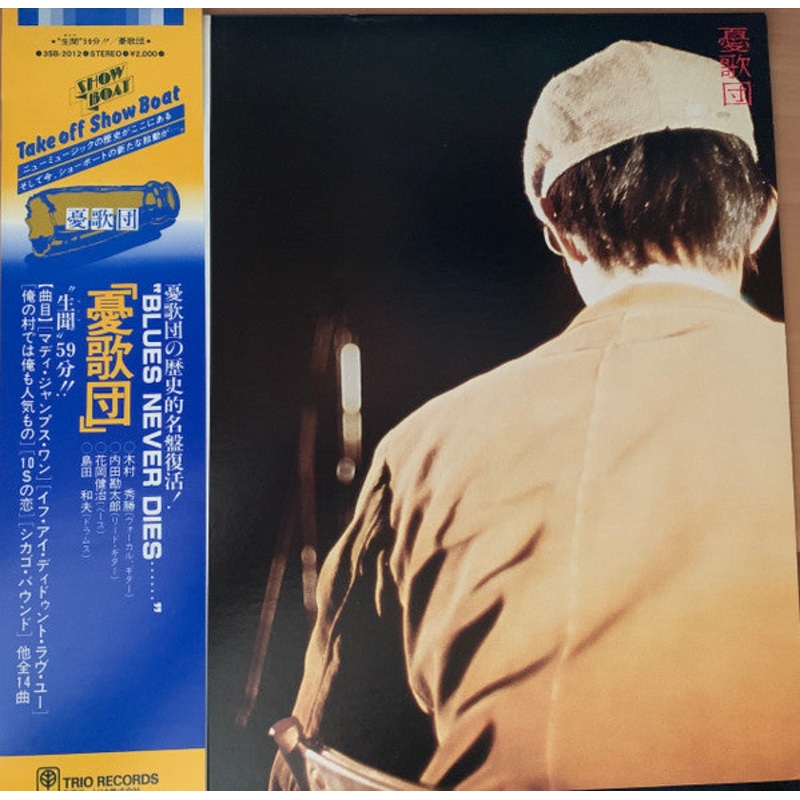 ●"生聞"59分!!/憂歌団●
●3SB-2012●STEREO●¥2,000●
SHOW
BOAT
Take off Show Boat
ニューミュージックの歴史がここにある
そして今、ショーボートの新たな胎動が…。
憂歌団
憂歌団の歴史的名盤復活!
"BLUES NEVER DIES……"
『憂歌団』
○木村 秀勝(ヴォーカル、ギター)
○内田勘太郎(リード・ギター)
○花岡健治(ベース)
○島田 和夫(ドラムス)
"生聞"59分!!
【曲目】[マディ・ジャンプス・ワン][イフ・アイ・ディドゥント・ラヴ・ユー]
[俺の村では俺も人気もの][10$の恋][シカゴ・バウンド]他全14曲
TRIO RECORDS
憂歌団